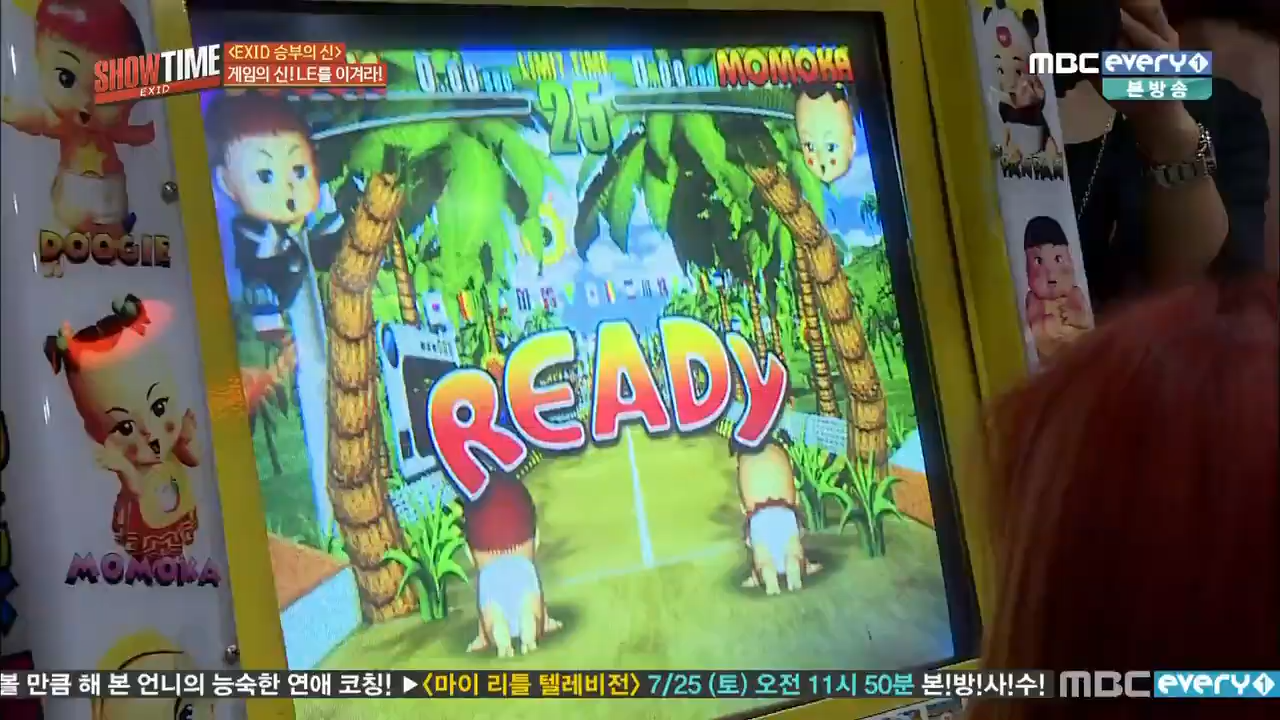 SHOWTIME
EXID
<EXID 승부의 신>
게임의 신! LE를 이겨라!
MBC every1
본방송
LIMIT TIME
25
MOMOKA
DOOGIE
PANPAN
READY
MOMOKA
볼 만큼 해 본 언니의 능숙한 연애 코칭! ▶<마이 리틀 텔레비전> 7/25 (토) 오전 11시 50분 본!방!사!수! MBC every1